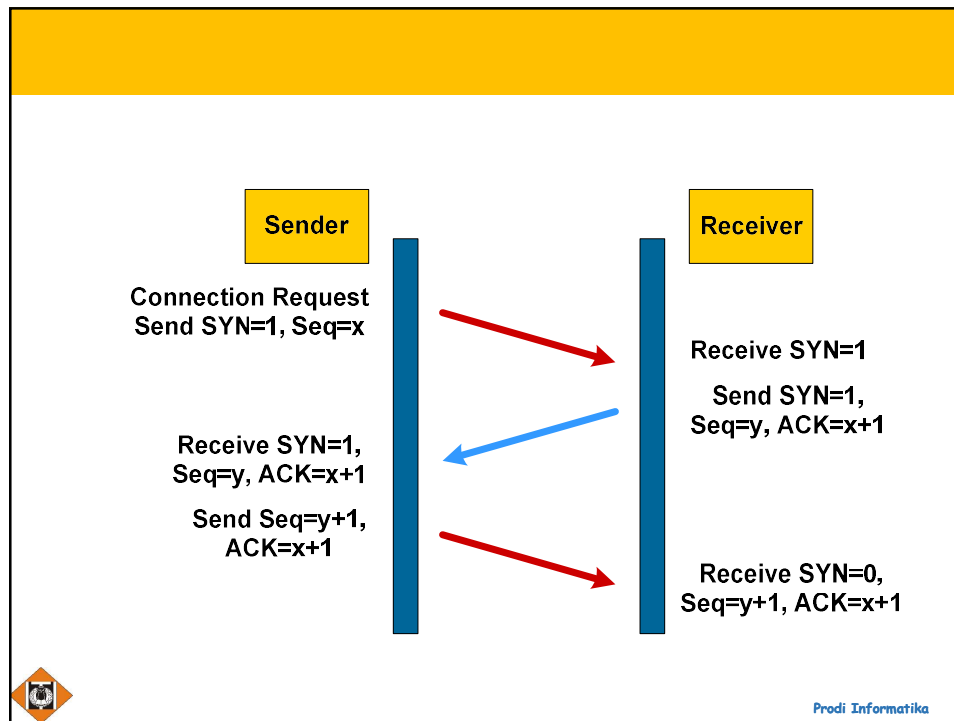 Sender
Receiver
Connection Request
Send SYN=1, Seq=x
Receive SYN=1
Send SYN=1,
Seq=y, ACK=x+1
Receive SYN=1,
Seq=y, ACK=x+1
Send Seq=y+1,
ACK=x+1
Receive SYN=0,
Seq=y+1, ACK=x+1
Prodi Informatika